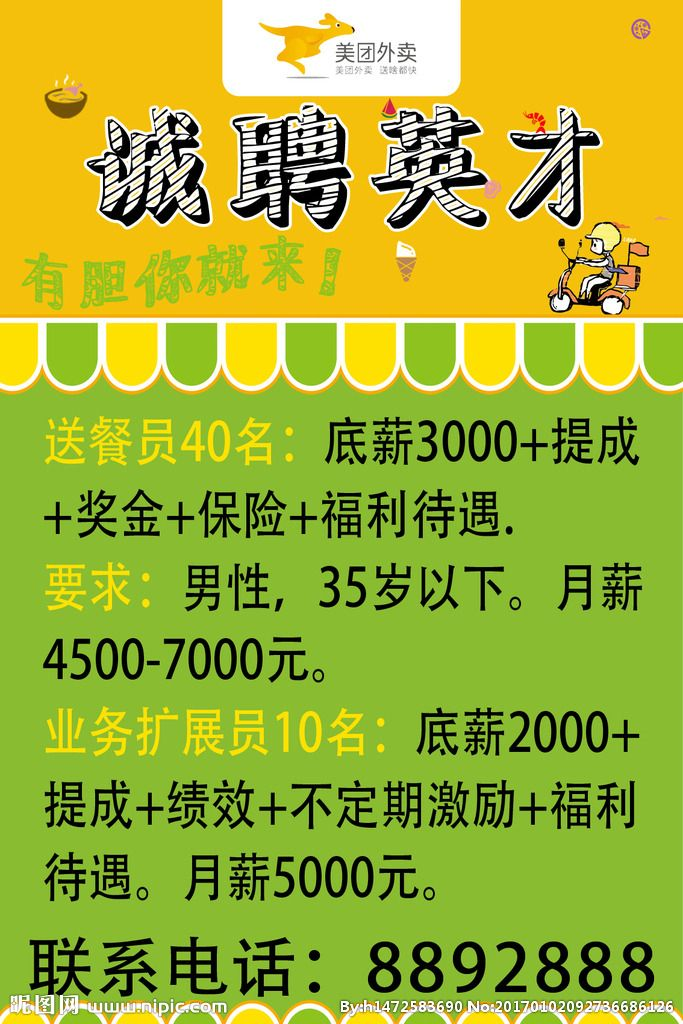 美团外卖
美团外卖 送啥都快
诚聘英才
有胆你就来！
送餐员40名：底薪3000+提成
+奖金+保险+福利待遇.
要求：男性，35岁以下。月薪
4500-7000元。
业务扩展员10名：底薪2000+
提成+绩效+不定期激励+福利
待遇。月薪5000元。
联系电话：8892888
昵图网 www.nipic.com
By:h1472583690 No:20170102092736686126